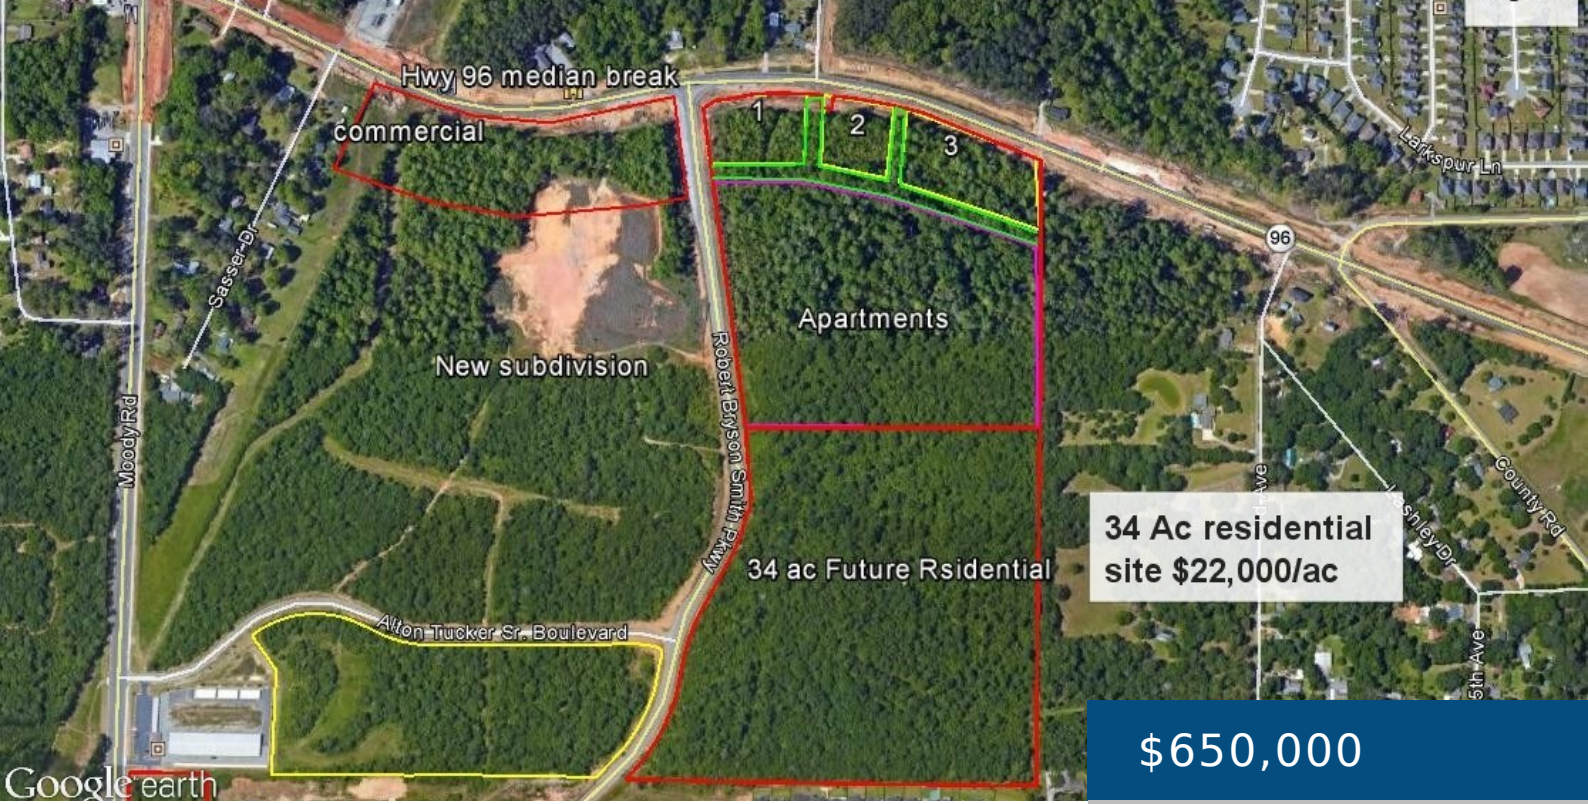 Hwy 96 median break
commercial
1
2
3
Larkspur Ln
96
Sasser Dr
Apartments
New subdivision
Robert Bryson Smith Pkwy
Moody Rd
County Rd
Lashley Dr
Ave
34 Ac residential
site $22,000/ac
34 ac Future Rsidential
Alton Tucker Sr. Boulevard
5th Ave
$650,000
Google earth